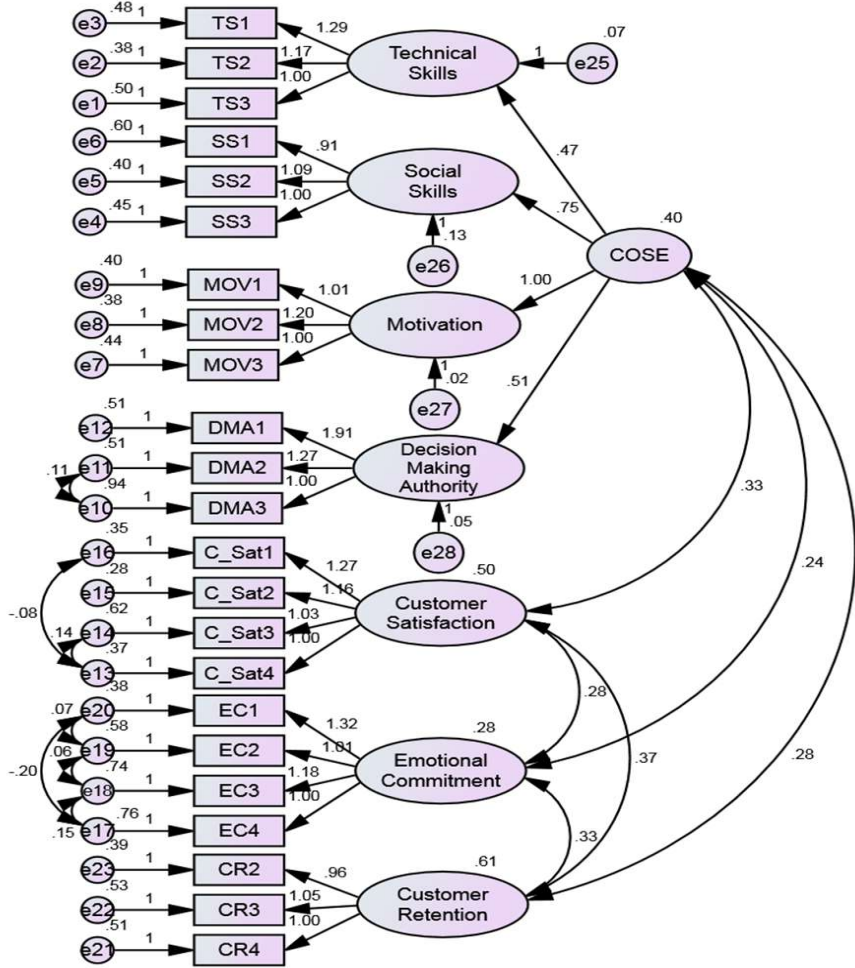 .48 1 TS1 1.29 .07
e3
.38 1 TS2 1.17 Technical Skills 1 e25
e2
.50 1 TS3 1.00
e1
.60 1 SS1 .91 .47
e6
.40 1 SS2 1.09 Social Skills .75 .40
e5
.45 1 SS3 1.00 1 .13 COSE
e4
e26
.40 1 MOV1 1.01 1.00
e9
.38 1 MOV2 1.20 Motivation
e8
.44 1 MOV3 1.00 1 .02 .51
e7
e27
.51 1 DMA1 1.91
e12
.51 1 DMA2 1.27 Decision Making Authority
e11
.11 .94 1 DMA3 1.00 1 .05 .33
e10
e28
.35 1 C_Sat1 1.27 .50 .24
e16
.28 1 C_Sat2 1.16 Customer Satisfaction
e15
-.08 .62 1 C_Sat3 1.03
e14
.14 .37 1 C_Sat4 1.00
e13
.38 1 EC1 1.32 .28 .28
e20
.07 .58 1 EC2 1.01 Emotional Commitment .37 .28
e19
-.20 .06 .74 1 EC3 1.18
e18
.15 .76 1 EC4 1.00 .33
e17
.39 1 CR2 .96 .61
e23
.53 1 CR3 1.05 Customer Retention
e22
.51 1 CR4 1.00
e21